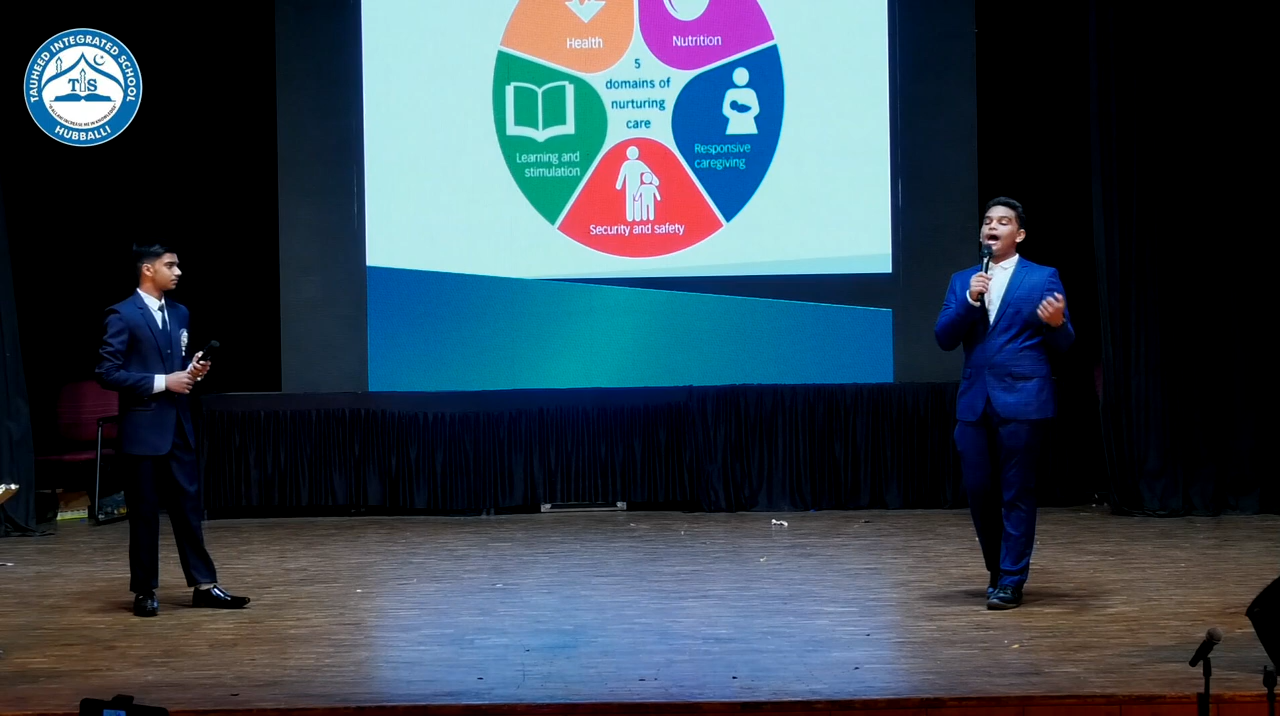 TAUHEED INTEGRATED SCHOOL
TIS
HUBBALLI
Health
Nutrition
5
domains of
nurturing
care
Learning and
stimulation
Responsive
caregiving
Security and safety